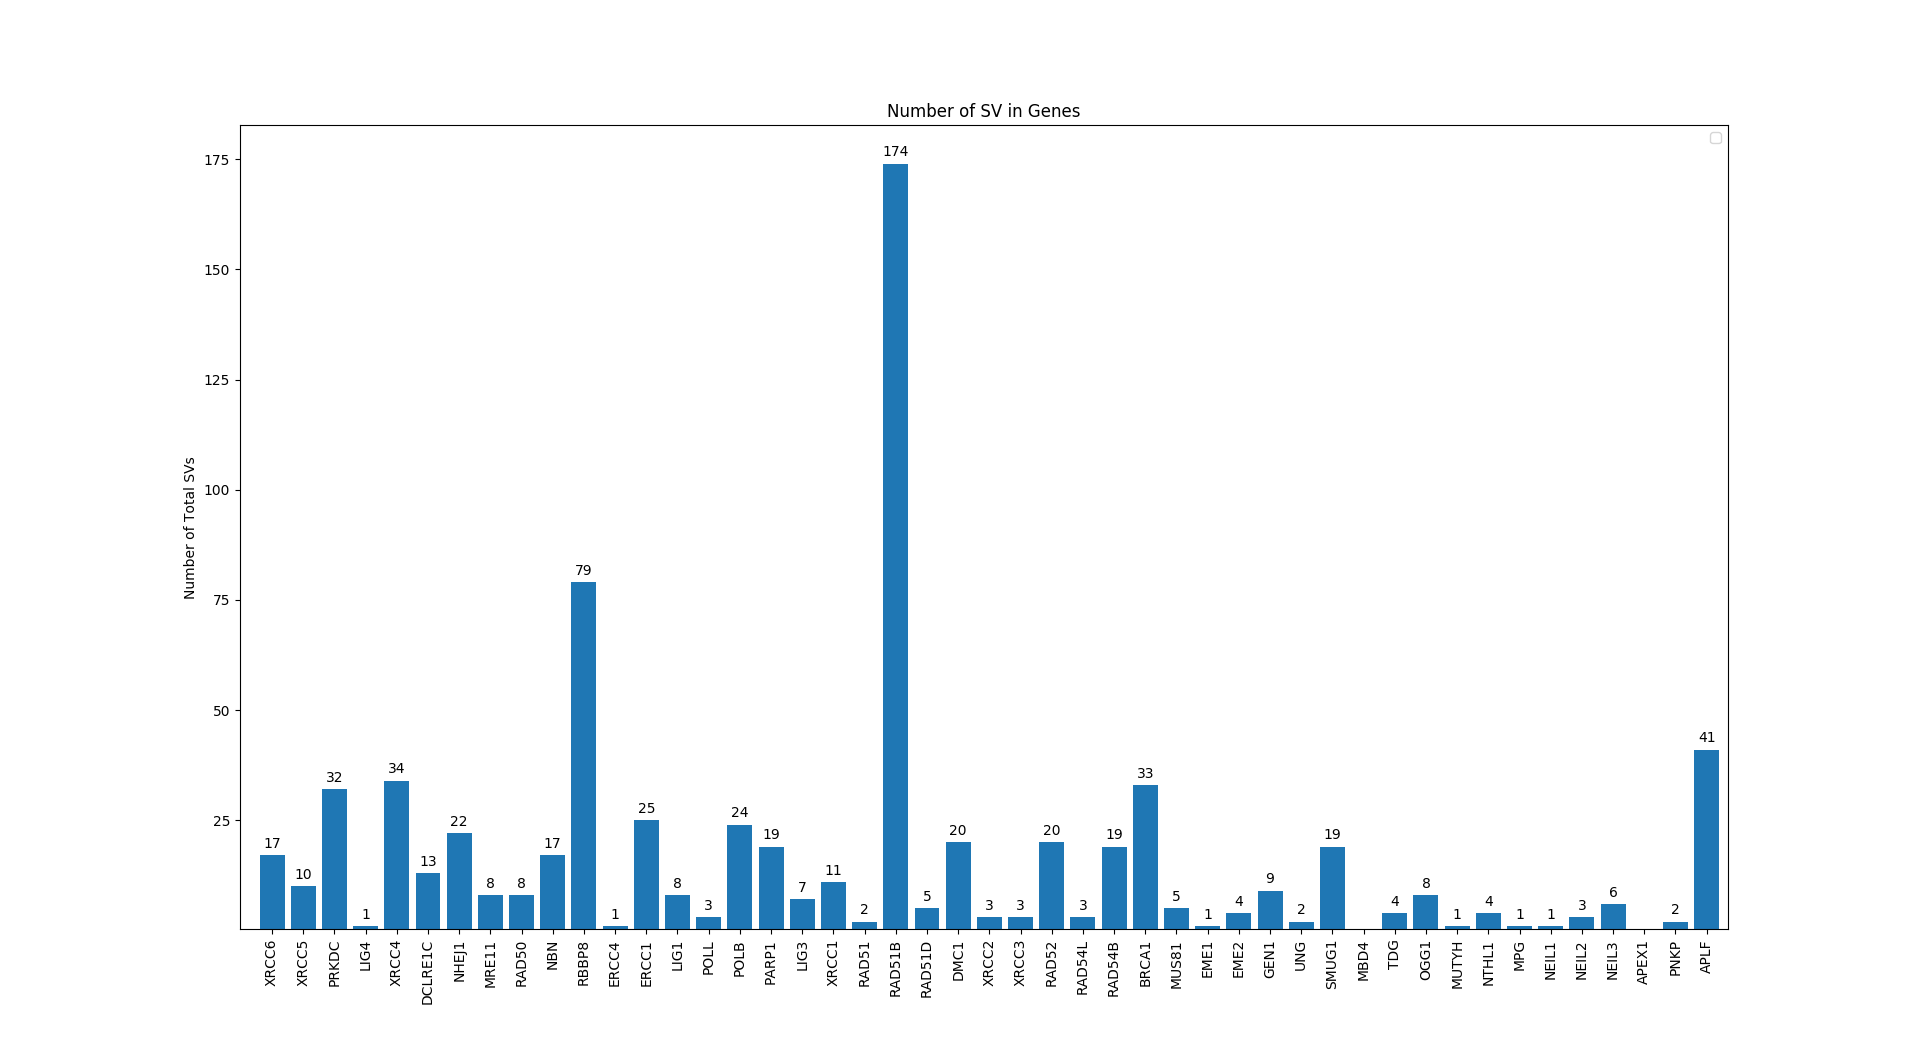 Number of SV in Genes
Number of Total SVs
175
150
125
100
75
50
25
17
10
32
1
34
13
22
8
8
17
79
1
25
8
3
24
19
7
11
2
174
5
20
3
3
20
3
19
33
5
1
4
9
2
19
4
8
1
4
1
1
3
6
2
41
XRCC6
XRCC5
PRKDC
LIG4
XRCC4
DCLRE1C
NHEJ1
MRE11
RAD50
NBN
RBBP8
ERCC4
ERCC1
LIG1
POLL
POLB
PARP1
LIG3
XRCC1
RAD51
RAD51B
RAD51D
DMC1
XRCC2
XRCC3
RAD52
RAD54L
RAD54B
BRCA1
MUS81
EME1
EME2
GEN1
UNG
SMUG1
MBD4
TDG
OGG1
MUTYH
NTHL1
MPG
NEIL1
NEIL2
NEIL3
APEX1
PNKP
APLF